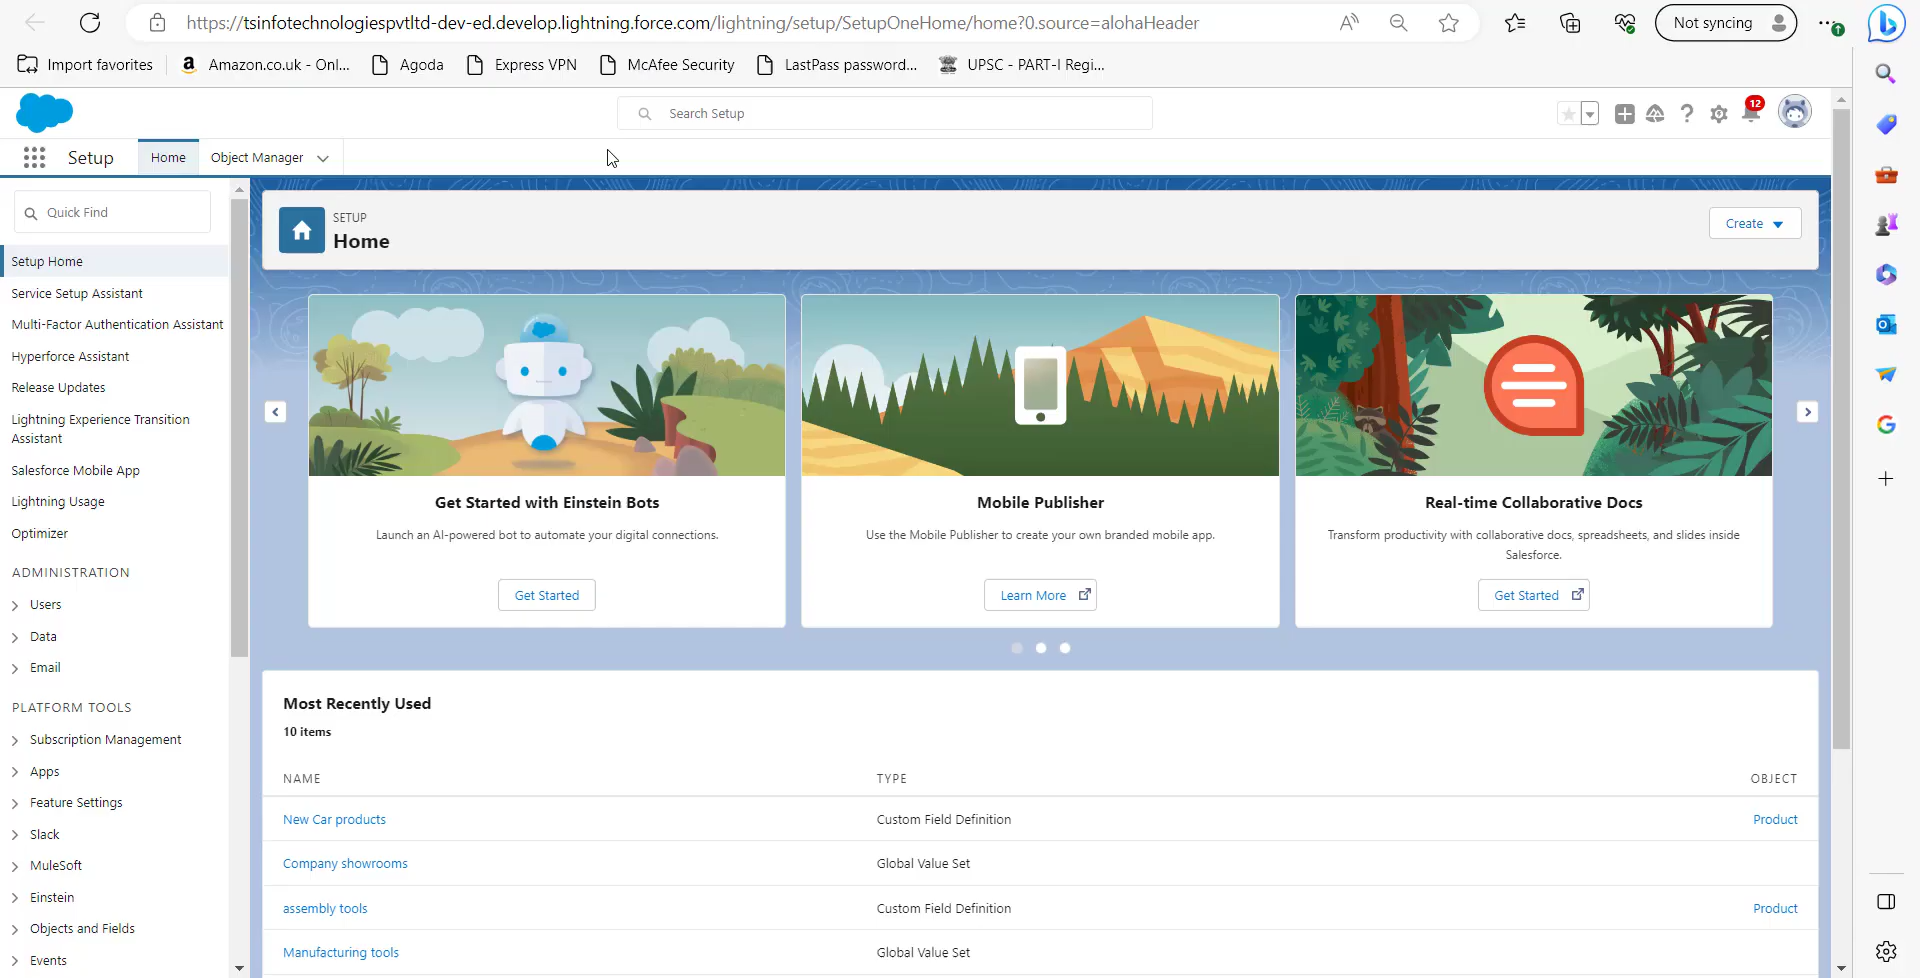 https://tsinfotechnologiespvtltd-dev-ed.develop.lightning.force.com/lightning/setup/SetupOneHome/home?0.source=alohaHeader
Not syncing
Import favorites
Amazon.co.uk - Onl...
Agoda
Express VPN
McAfee Security
LastPass password...
UPSC - PART-I Regi...
Search Setup
12
Setup
Home
Object Manager
Quick Find
Setup Home
Service Setup Assistant
Multi-Factor Authentication Assistant
Hyperforce Assistant
Release Updates
Lightning Experience Transition
Assistant
Salesforce Mobile App
Lightning Usage
Optimizer
ADMINISTRATION
Users
Data
Email
PLATFORM TOOLS
Subscription Management
Apps
Feature Settings
Slack
MuleSoft
Einstein
Objects and Fields
Events
SETUP
Home
Create
Get Started with Einstein Bots
Launch an AI-powered bot to automate your digital connections.
Get Started
Mobile Publisher
Use the Mobile Publisher to create your own branded mobile app.
Learn More
Real-time Collaborative Docs
Transform productivity with collaborative docs, spreadsheets, and slides inside
Salesforce.
Get Started
Most Recently Used
10 items
NAME TYPE OBJECT
New Car products Custom Field Definition Product
Company showrooms Global Value Set
assembly tools Custom Field Definition Product
Manufacturing tools Global Value Set